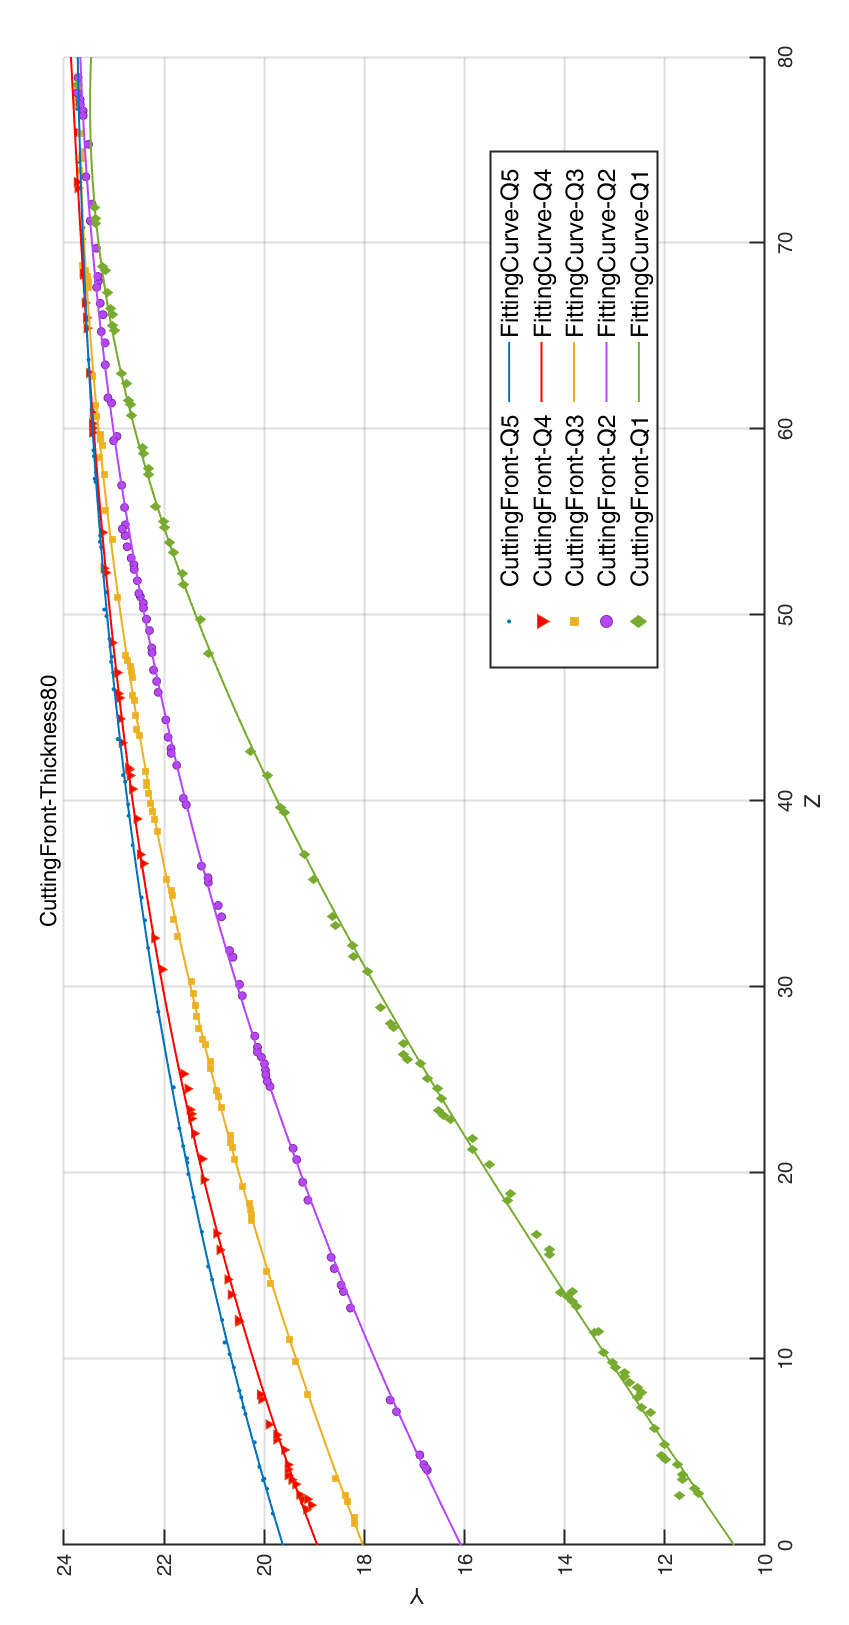 CuttingFront-Thickness80
24
22
20
18
16
14
12
10
Y
0
10
20
30
40
50
60
70
80
Z
CuttingFront-Q5 FittingCurve-Q5
CuttingFront-Q4 FittingCurve-Q4
CuttingFront-Q3 FittingCurve-Q3
CuttingFront-Q2 FittingCurve-Q2
CuttingFront-Q1 FittingCurve-Q1